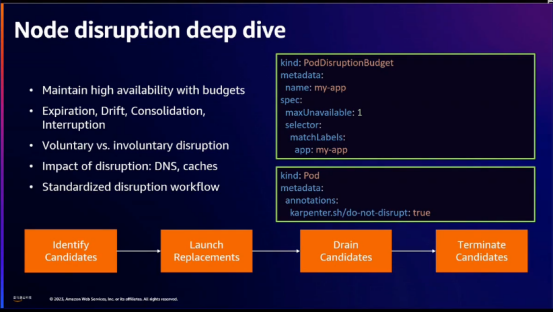 Node disruption deep dive
• Maintain high availability with budgets
• Expiration, Drift, Consolidation,
Interruption
• Voluntary vs. involuntary disruption
• Impact of disruption: DNS, caches
• Standardized disruption workflow
kind: PodDisruptionBudget
metadata:
name: my-app
spec:
maxUnavailable: 1
selector:
matchLabels:
app: my-app
kind: Pod
metadata:
annotations:
karpenter.sh/do-not-disrupt: true
Identify
Candidates
Launch
Replacements
Drain
Candidates
Terminate
Candidates
© 2023, Amazon Web Services, Inc. or its affiliates. All rights reserved.